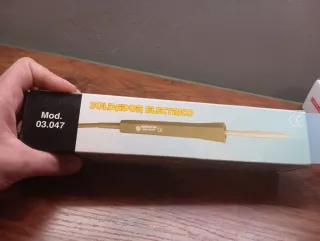 Mod.
03.047
SOLDADOR ELECTRICO
CE